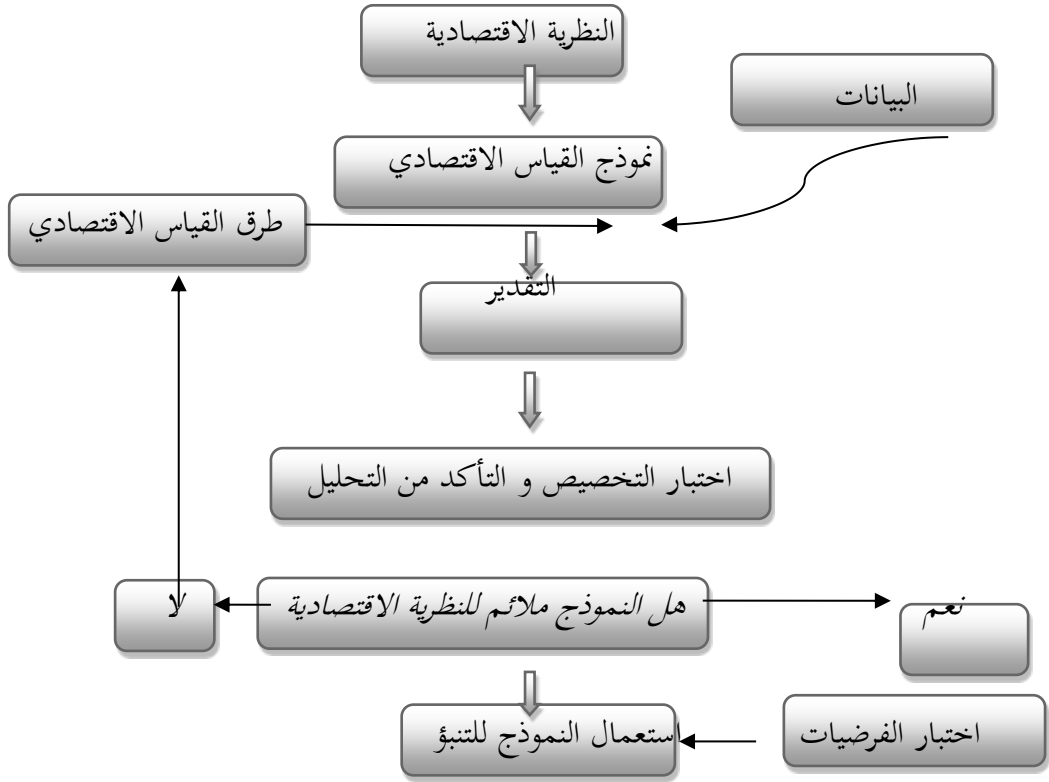 النظرية الاقتصادية
البيانات
نموذج القياس الاقتصادي
طرق القياس الاقتصادي
التقدير
اختبار التخصيص و التأكد من التحليل
هل النموذج ملائم للنظرية الاقتصادية
نعم
لا
اختبار الفرضيات
استعمال النموذج للتنبؤ